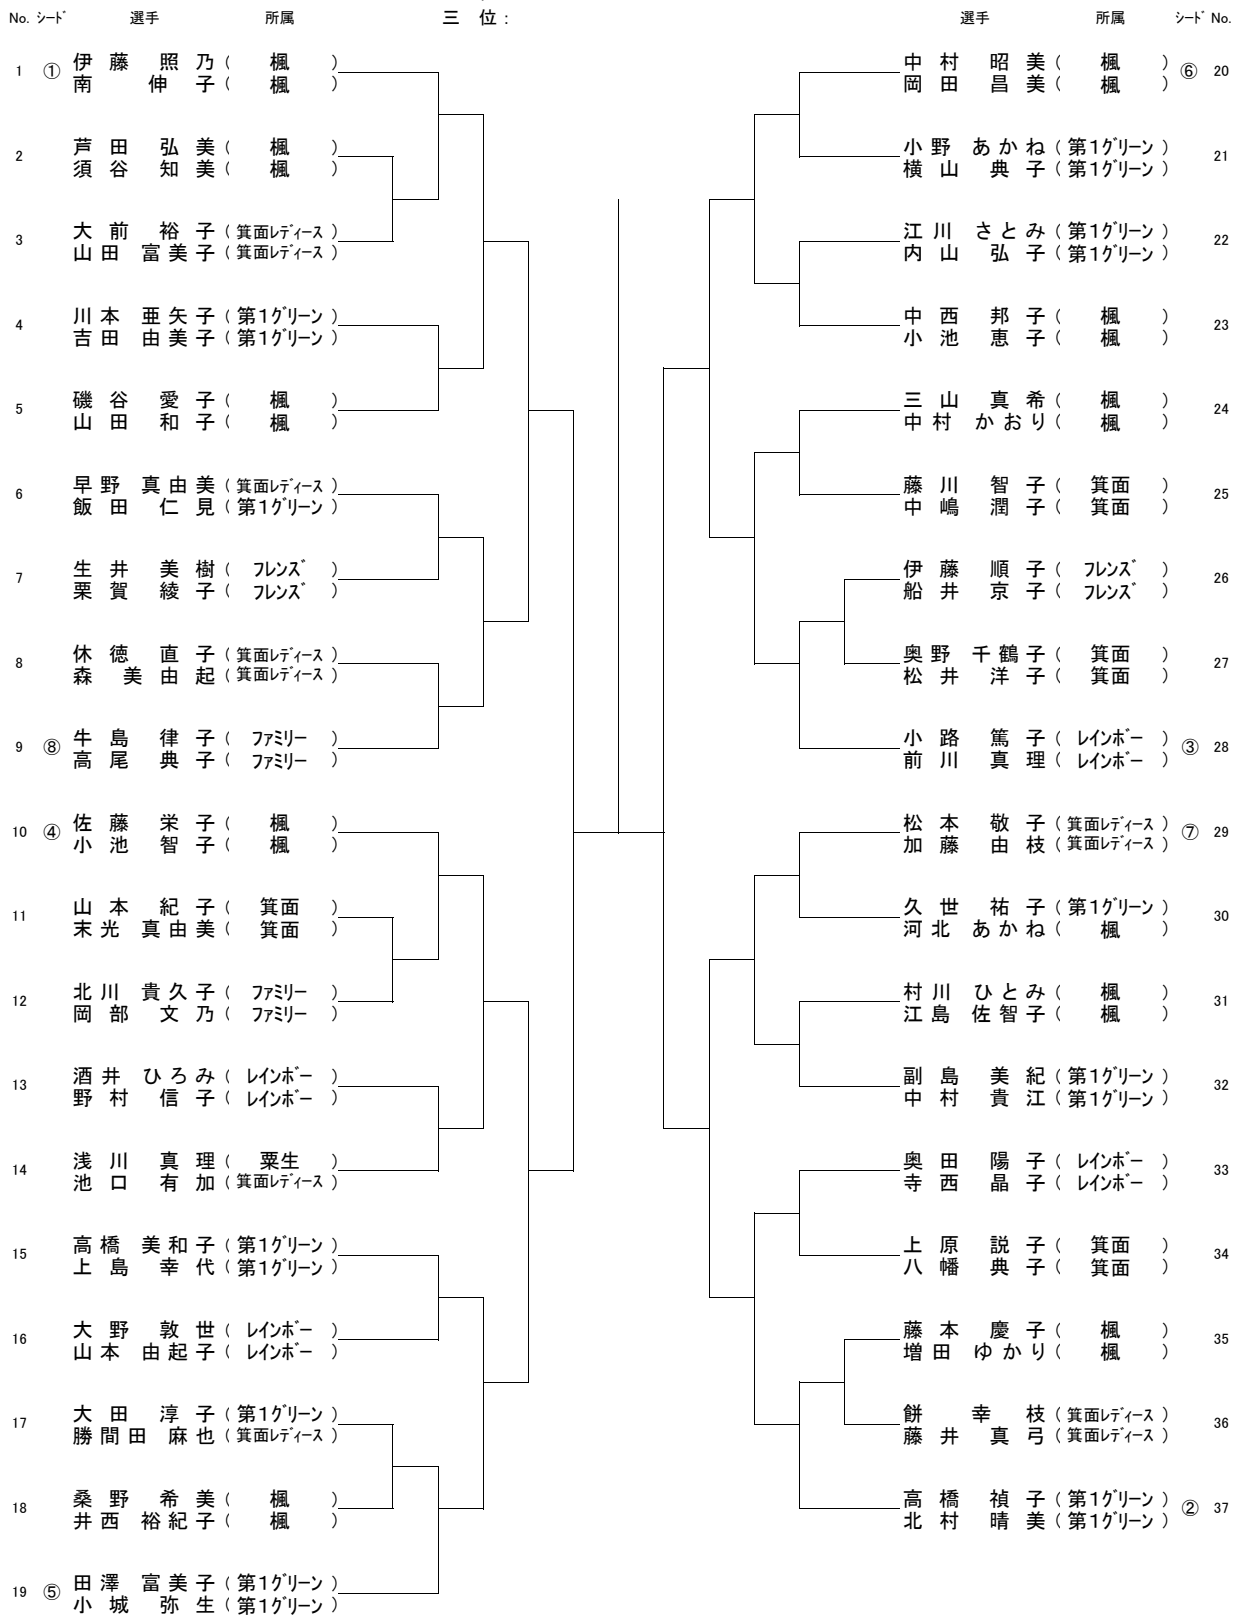 No. シード 選手 所属
三 位 :
選手 所属 シード No.
1 ① 伊藤 照乃 ( 楓 )
南 伸子 ( 楓 )
2 芦田 弘美 ( 楓 )
須谷 知美 ( 楓 )
3 大前 裕子 ( 箕面レディース )
山田 富美子 ( 箕面レディース )
4 川本 亜矢子 ( 第1グリーン )
吉田 由美子 ( 第1グリーン )
5 磯谷 愛子 ( 楓 )
山田 和子 ( 楓 )
6 早野 真由美 ( 箕面レディース )
飯田 仁見 ( 第1グリーン )
7 生井 美樹 ( フレンズ )
栗賀 綾子 ( フレンズ )
8 休徳 直子 ( 箕面レディース )
森 美由起 ( 箕面レディース )
9 ⑧ 牛島 律子 ( ファミリー )
高尾 典子 ( ファミリー )
10 ④ 佐藤 栄子 ( 楓 )
小池 智子 ( 楓 )
11 山本 紀子 ( 箕面 )
末光 真由美 ( 箕面 )
12 北川 貴久子 ( ファミリー )
岡部 文乃 ( ファミリー )
13 酒井 ひろみ ( レインボー )
野村 信子 ( レインボー )
14 浅川 真理 ( 粟生 )
池口 有加 ( 箕面レディース )
15 高橋 美和子 ( 第1グリーン )
上島 幸代 ( 第1グリーン )
16 大野 敦世 ( レインボー )
山本 由起子 ( レインボー )
17 大田 淳子 ( 第1グリーン )
勝間田 麻也 ( 箕面レディース )
18 桑野 希美 ( 楓 )
井西 裕紀子 ( 楓 )
19 ⑤ 田澤 富美子 ( 第1グリーン )
小城 弥生 ( 第1グリーン )
中村 昭美 ( 楓 ) ⑥ 20
岡田 昌美 ( 楓 )
小野 あかね ( 第1グリーン ) 21
横山 典子 ( 第1グリーン )
江川 さとみ ( 第1グリーン ) 22
内山 弘子 ( 第1グリーン )
中西 邦子 ( 楓 ) 23
小池 恵子 ( 楓 )
三山 真希 ( 楓 ) 24
中村 かおり ( 楓 )
藤川 智子 ( 箕面 ) 25
中嶋 潤子 ( 箕面 )
伊藤 順子 ( フレンズ ) 26
船井 京子 ( フレンズ )
奥野 千鶴子 ( 箕面 ) 27
松井 洋子 ( 箕面 )
小路 篤子 ( レインボー ) ③ 28
前川 真理 ( レインボー )
松本 敬子 ( 箕面レディース ) ⑦ 29
加藤 由枝 ( 箕面レディース )
久世 祐子 ( 第1グリーン ) 30
河北 あかね ( 楓 )
村川 ひとみ ( 楓 ) 31
江島 佐智子 ( 楓 )
副島 美紀 ( 第1グリーン ) 32
中村 貴江 ( 第1グリーン )
奥田 陽子 ( レインボー ) 33
寺西 晶子 ( レインボー )
上原 説子 ( 箕面 ) 34
八幡 典子 ( 箕面 )
藤本 慶子 ( 楓 ) 35
増田 ゆかり ( 楓 )
餅 幸枝 ( 箕面レディース ) 36
藤井 真弓 ( 箕面レディース )
高橋 禎子 ( 第1グリーン ) ② 37
北村 晴美 ( 第1グリーン )